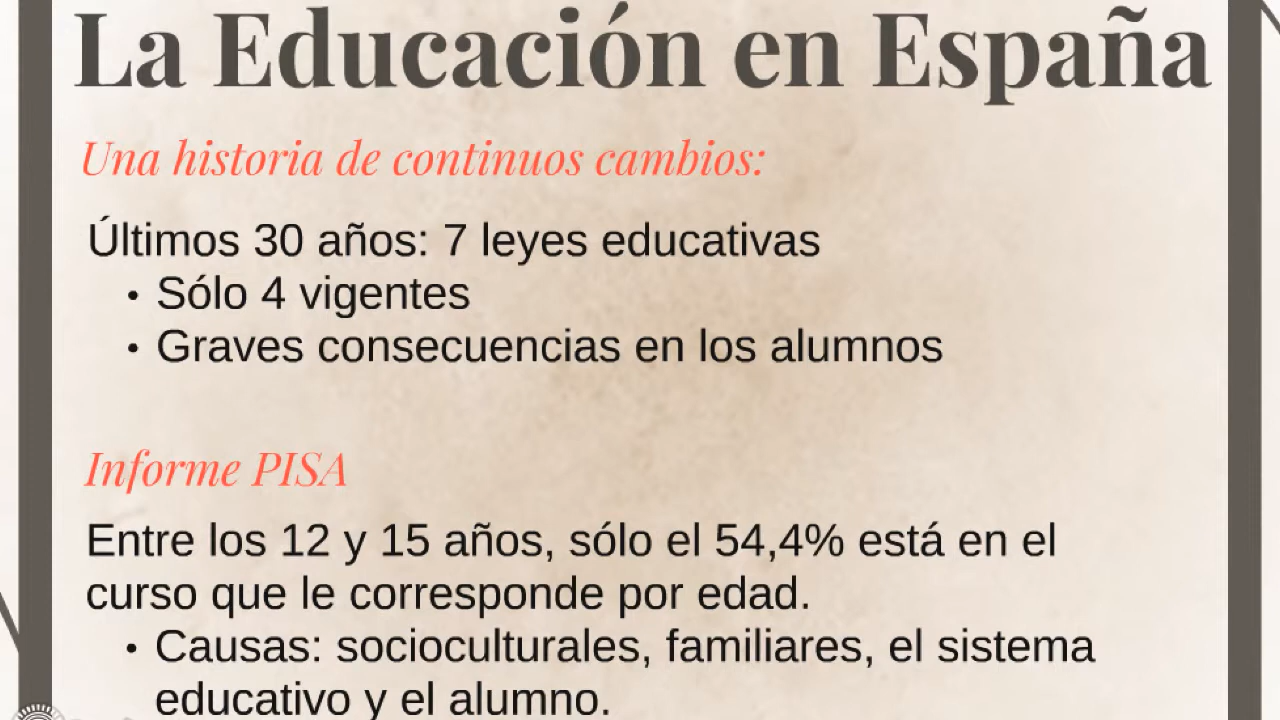 La Educación en España
Una historia de continuos cambios:
Últimos 30 años: 7 leyes educativas
• Sólo 4 vigentes
• Graves consecuencias en los alumnos
Informe PISA
Entre los 12 y 15 años, sólo el 54,4% está en el
curso que le corresponde por edad.
• Causas: socioculturales, familiares, el sistema
educativo y el alumno.